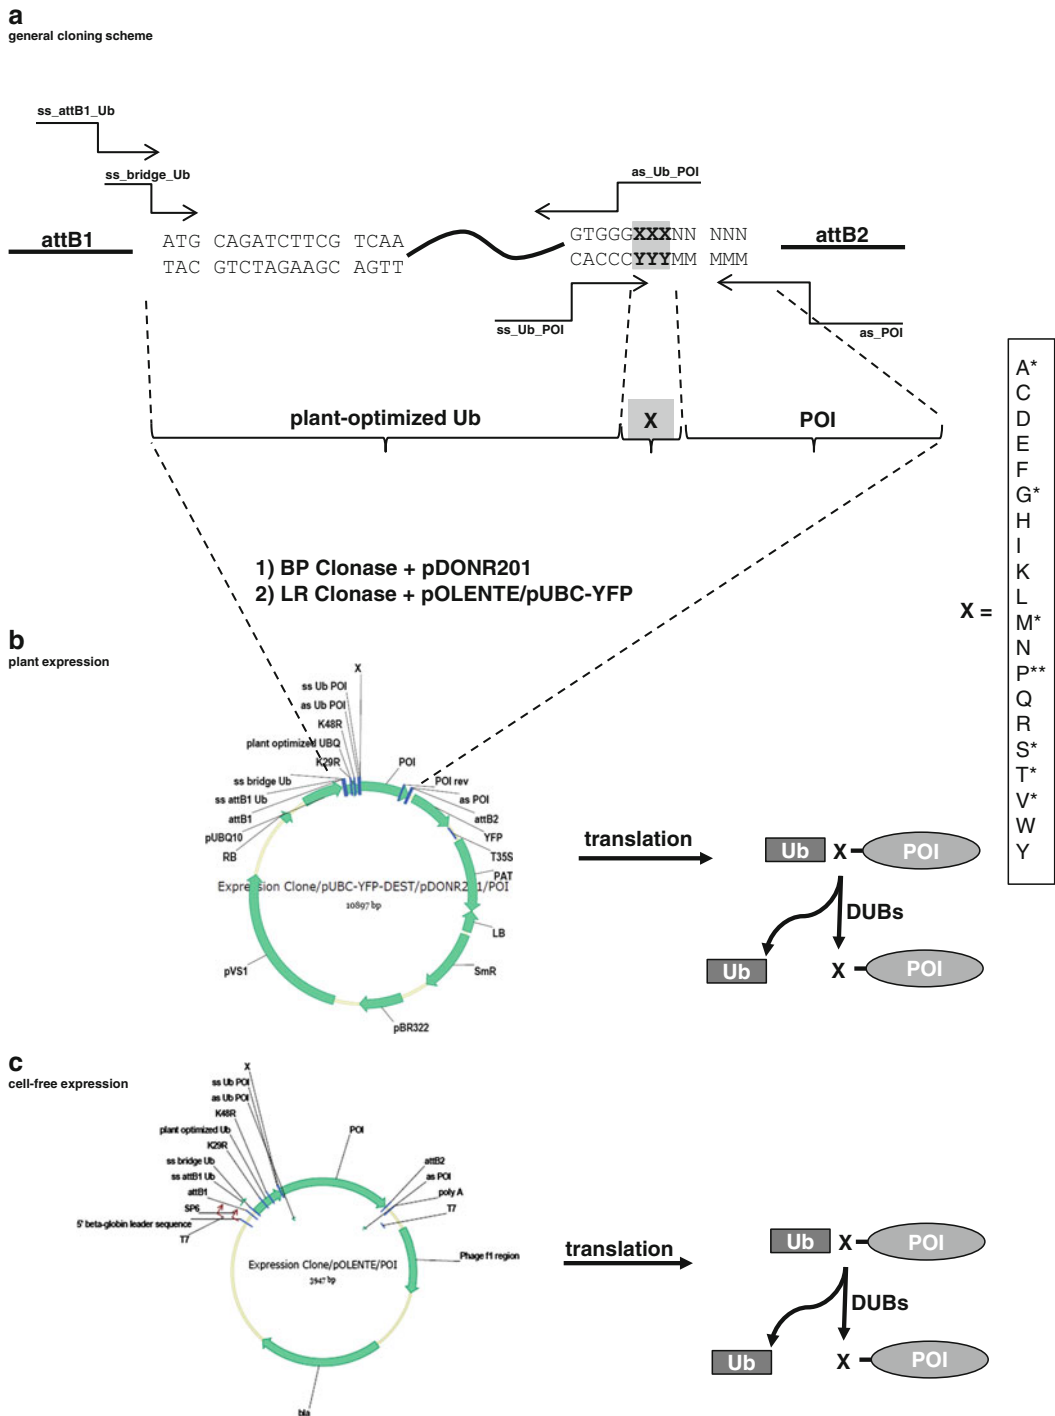 a
general cloning scheme
ss_attB1_Ub
ss_bridge_Ub
as_Ub_POI
attB1
ATG CAGATCTTCG TCAA
TAC GTCTAGAAGC AGTT
GTGGGXXXNN NNN
CACCCYYYMM MMM
attB2
ss_Ub_POI
as_POI
plant-optimized Ub
X
POI
1) BP Clonase + pDONR201
2) LR Clonase + pOLENTE/pUBC-YFP
X =
A*
C
D
E
F
G*
H
I
K
L
M*
N
P**
Q
R
S*
T*
V*
W
Y
b
plant expression
X
ss Ub POI
as Ub POI
K48R
plant optimized UBQ
K29R
ss bridge Ub
ss attB1 Ub
attB1
pUBQ10
RB
POI
POI rev
as POI
attB2
YFP
T35S
PAT
Expression Clone/pUBC-YFP-DEST/pDONR201/POI
10897 bp
LB
SmR
pVS1
pBR322
translation
Ub X POI
DUBs
Ub X POI
c
cell-free expression
X
ss Ub POI
as Ub POI
K48R
plant optimized Ub
K29R
ss bridge Ub
ss attB1 Ub
attB1
SP6
5' beta-globin leader sequence
T7
POI
attB2
as POI
poly A
T7
Phage f1 region
Expression Clone/pOLENTE/POI
3947 bp
bla
translation
Ub X POI
DUBs
Ub X POI